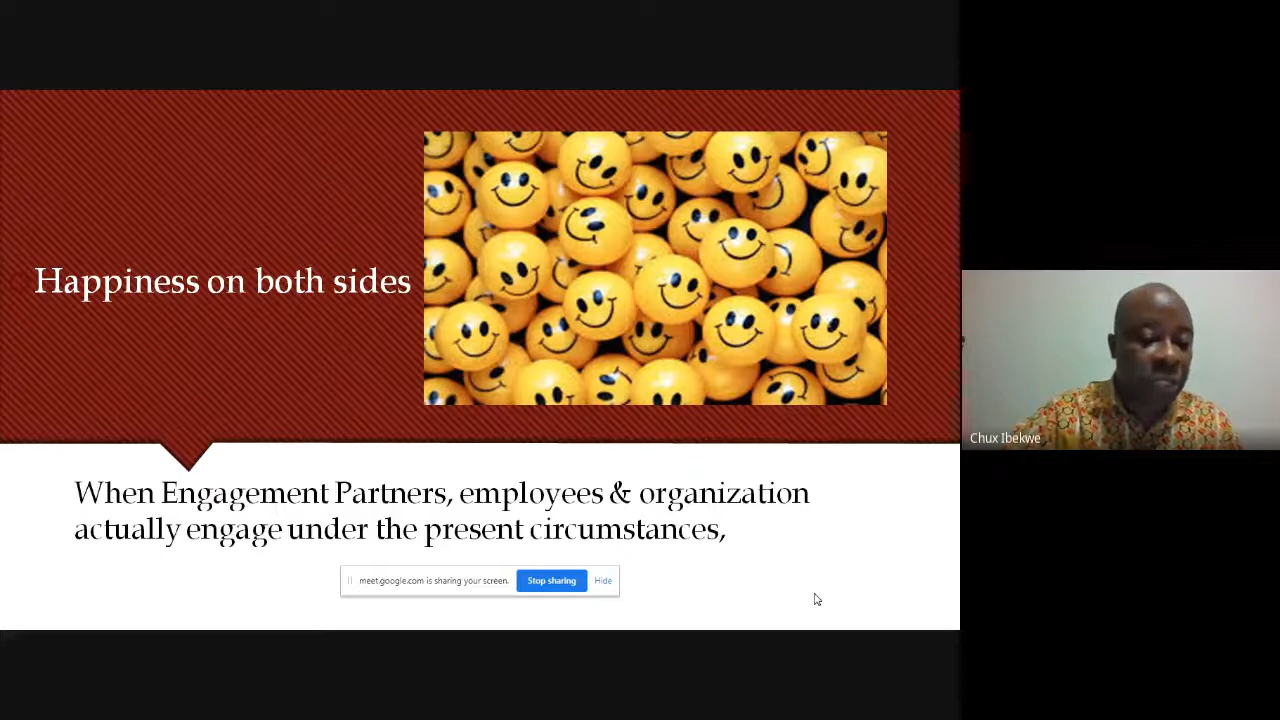 Happiness on both sides
When Engagement Partners, employees & organization
actually engage under the present circumstances,
meet.google.com is sharing your screen. Stop sharing Hide
Chux Ibekwe